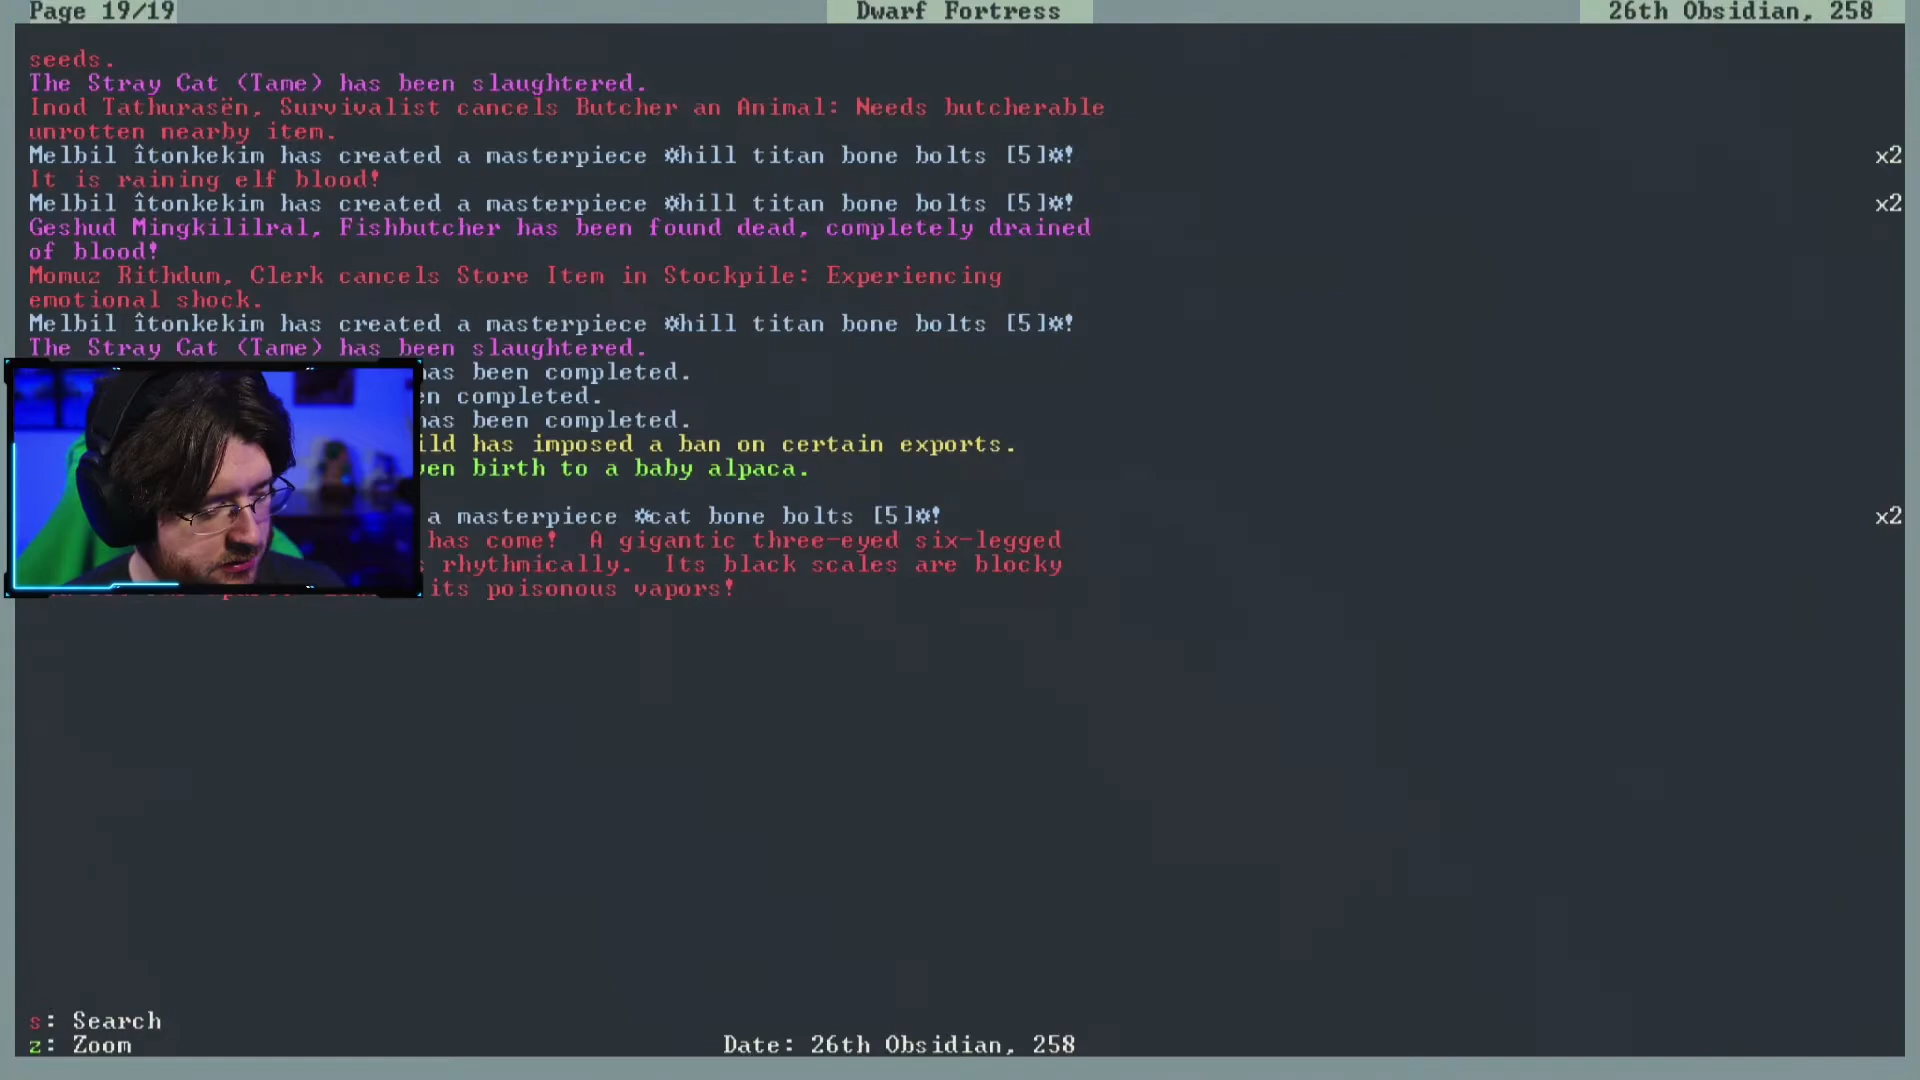 Page 19/19 Dwarf Fortress 26th Obsidian, 258
seeds.
The Stray Cat (Tame) has been slaughtered.
Inod Tathurasën, Survivalist cancels Butcher an Animal: Needs butcherable
unrotten nearby item.
Melbil îtonkekim has created a masterpiece ☼hill titan bone bolts [5]☼! x2
It is raining elf blood!
Melbil îtonkekim has created a masterpiece ☼hill titan bone bolts [5]☼! x2
Geshud Mingkililral, Fishbutcher has been found dead, completely drained
of blood!
Momuz Rithdum, Clerk cancels Store Item in Stockpile: Experiencing
emotional shock.
Melbil îtonkekim has created a masterpiece ☼hill titan bone bolts [5]☼!
The Stray Cat (Tame) has been slaughtered.
has been completed.
completed.
has been completed.
has imposed a ban on certain exports.
birth to a baby alpaca.
a masterpiece ☼cat bone bolts [5]☼! x2
has come! A gigantic three-eyed six-legged
rhythmically. Its black scales are blocky
its poisonous vapors!
s: Search
z: Zoom Date: 26th Obsidian, 258